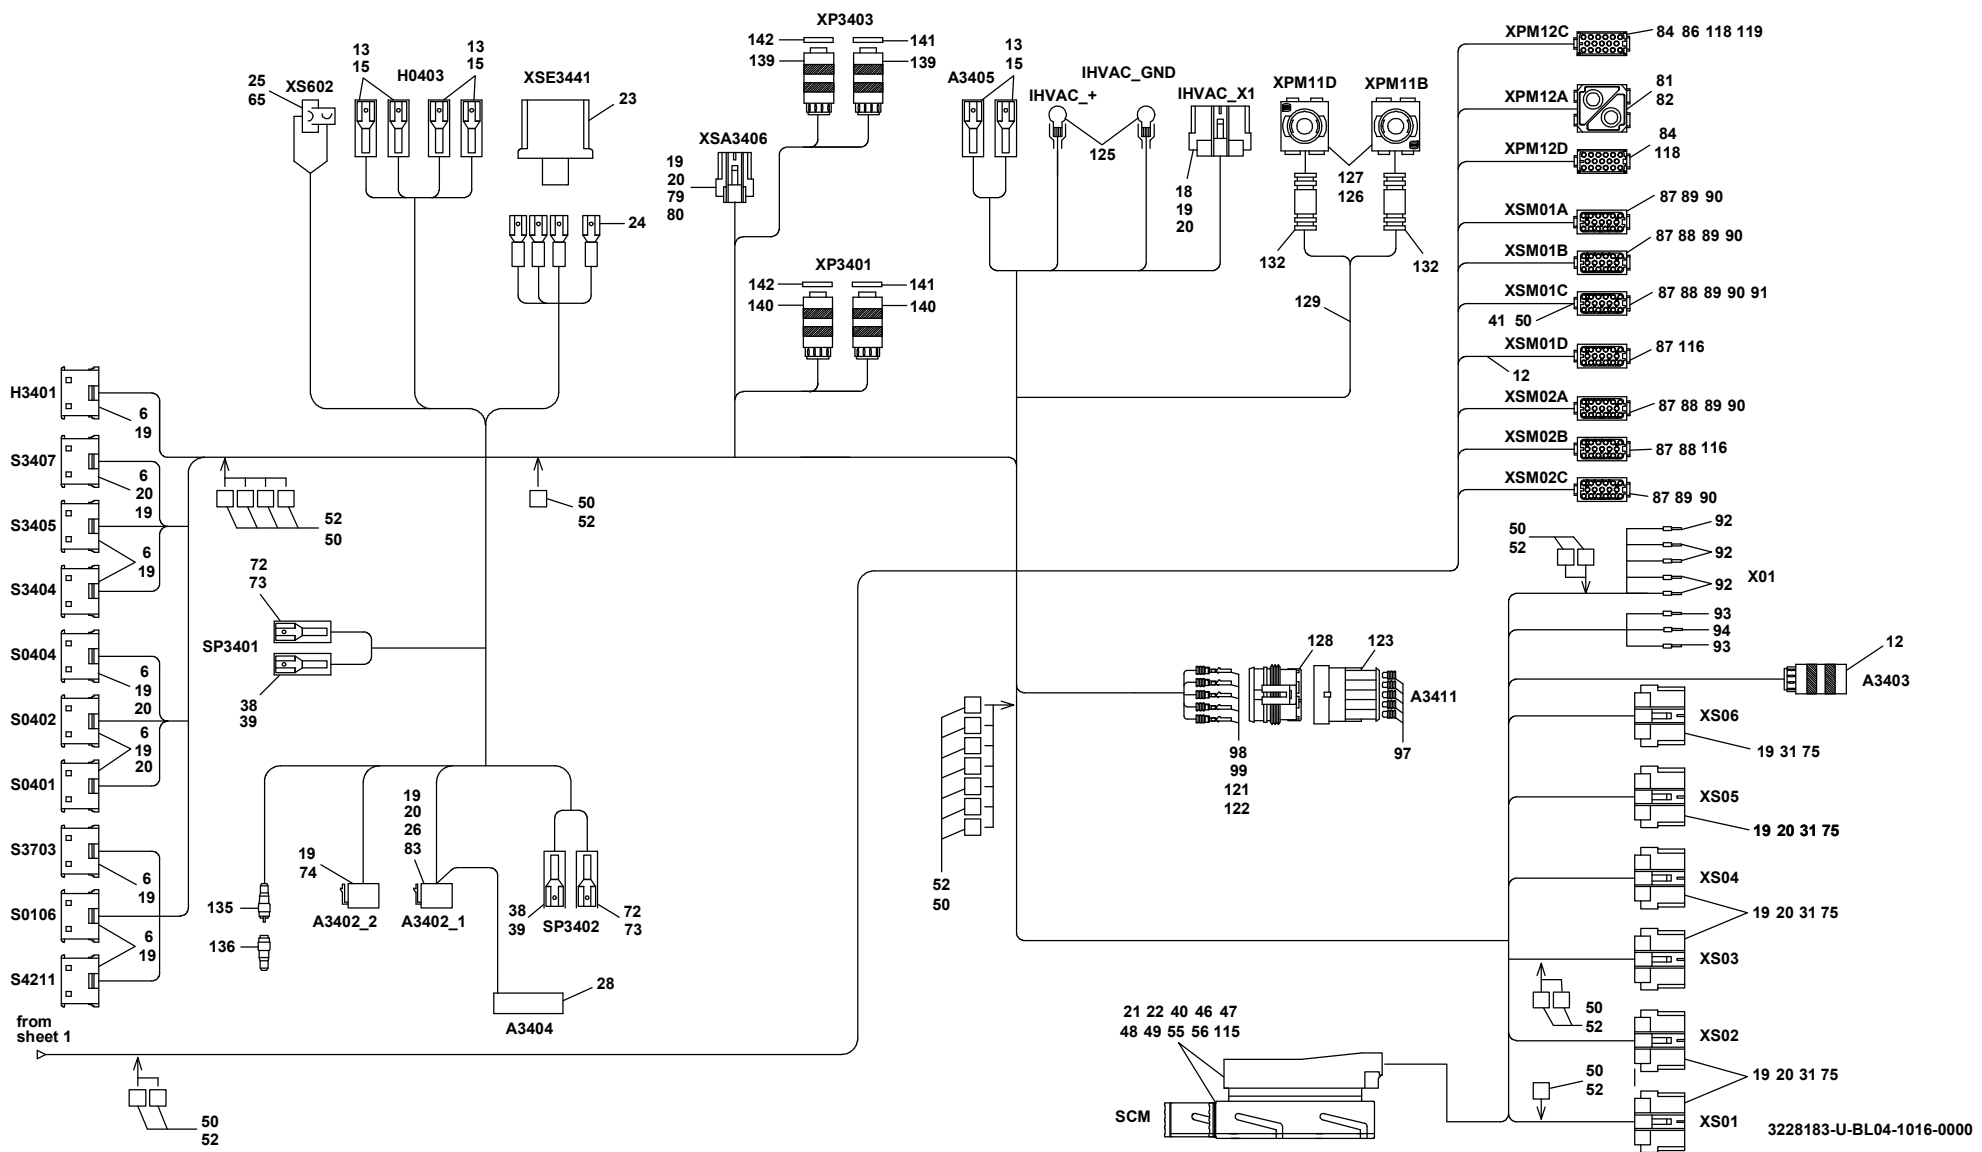 XP3403
142
139
141
139
13
15
H0403
13
15
XS602
25
65
XSE3441
23
24
XSA3406
19
20
79
80
XP3401
142
140
141
140
A3405
13
15
IHVAC_+
IHVAC_GND
125
IHVAC_X1
18
19
20
XPM11D
XPM11B
127
126
132
132
129
XPM12C
84 86 118 119
XPM12A
81
82
XPM12D
84
118
XSM01A
87 89 90
XSM01B
87 88 89 90
XSM01C
87 88 89 90 91
41 50
XSM01D
87 116
12
XSM02A
87 88 89 90
XSM02B
87 88 116
XSM02C
87 89 90
H3401
6
19
S3407
6
20
19
S3405
6
19
S3404
S0404
6
19
20
S0402
6
19
20
S0401
S3703
6
19
S0106
6
19
S4211
52
50
50
52
72
73
SP3401
38
39
135
136
19
74
A3402_2
19
20
26
83
A3402_1
38
39
SP3402
72
73
28
A3404
52
50
128
123
A3411
98
99
121
122
97
50
52
92
92
92
X01
93
94
93
12
A3403
XS06
19 31 75
XS05
19 20 31 75
XS04
19 20 31 75
XS03
50
52
XS02
19 20 31 75
50
52
XS01
21 22 40 46 47
48 49 55 56 115
SCM
from
sheet 1
50
52
3228183-U-BL04-1016-0000